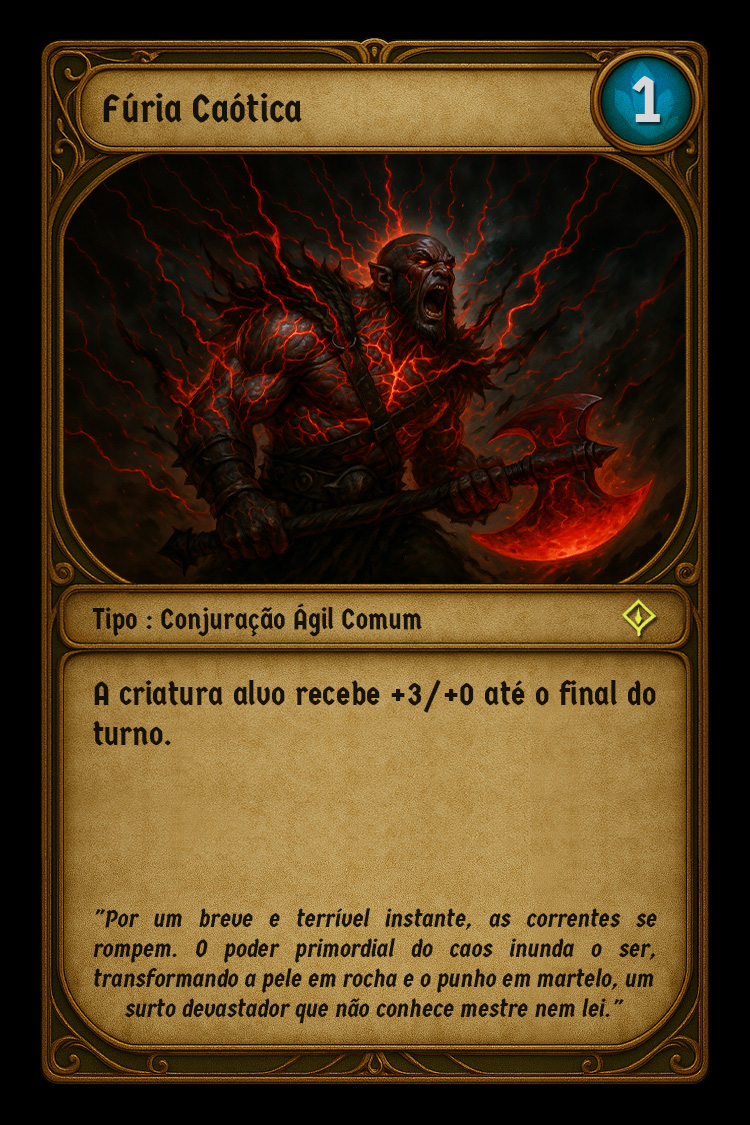 Fúria Caótica
1
Tipo : Conjuração Ágil Comum
A criatura alvo recebe +3/+0 até o final do
turno.
"Por um breve e terrível instante, as correntes se
rompem. O poder primordial do caos inunda o ser,
transformando a pele em rocha e o punho em martelo, um
surto devastador que não conhece mestre nem lei."